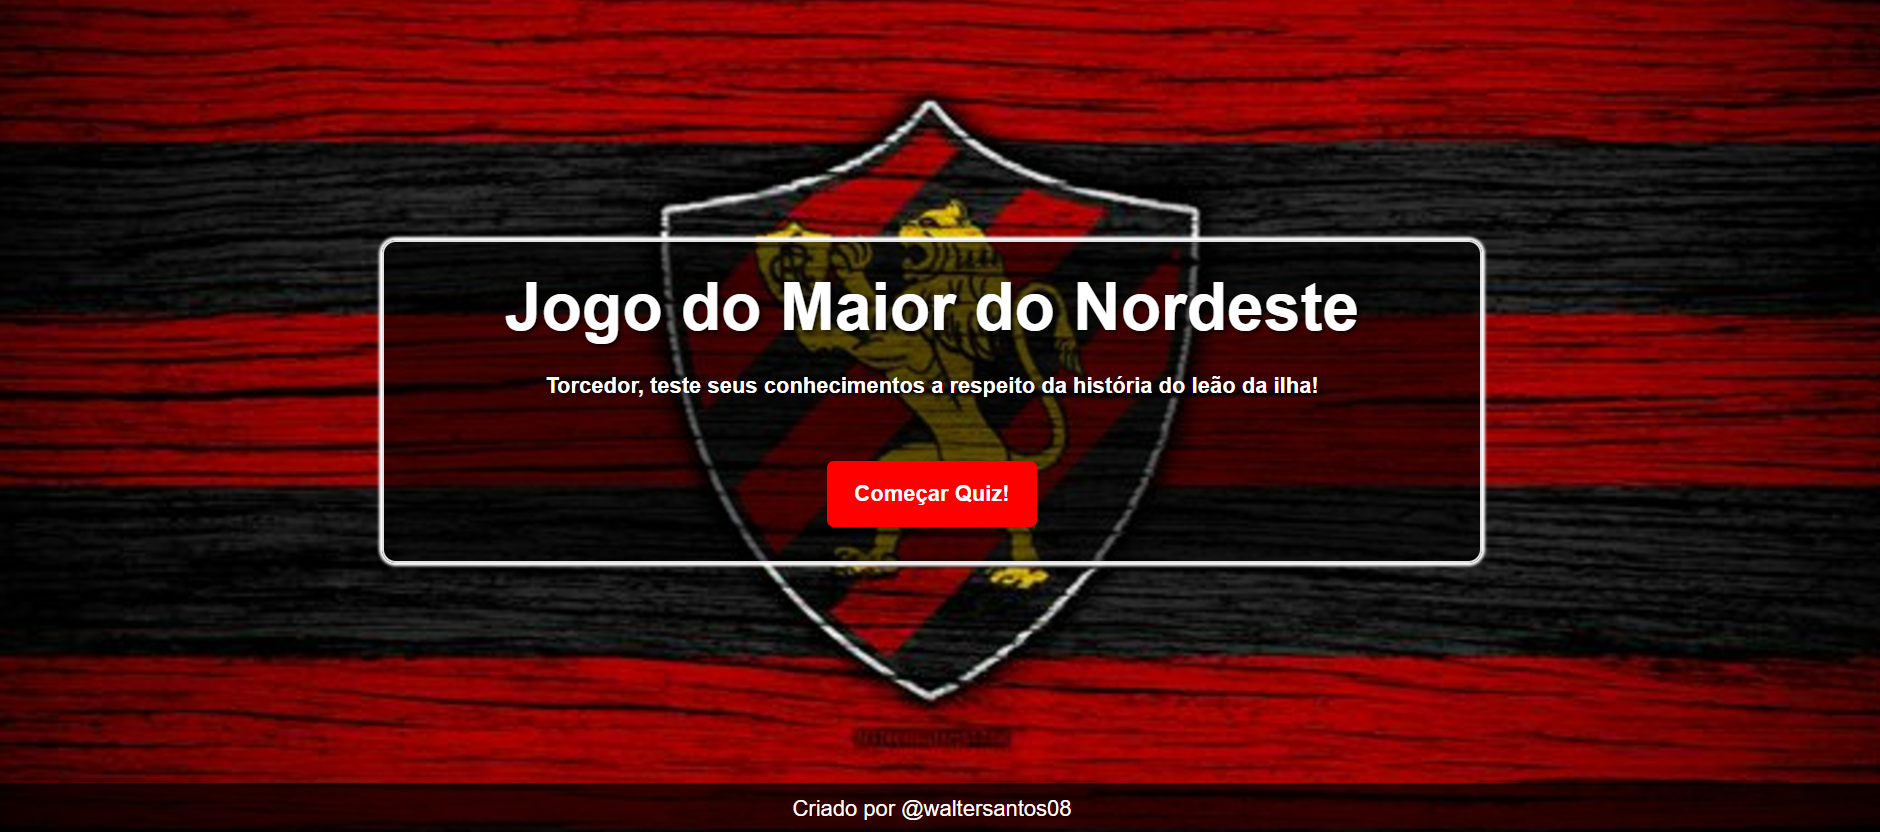 Jogo do Maior do Nordeste
Torcedor, teste seus conhecimentos a respeito da história do leão da ilha!
Começar Quiz!
Criado por @waltersantos08